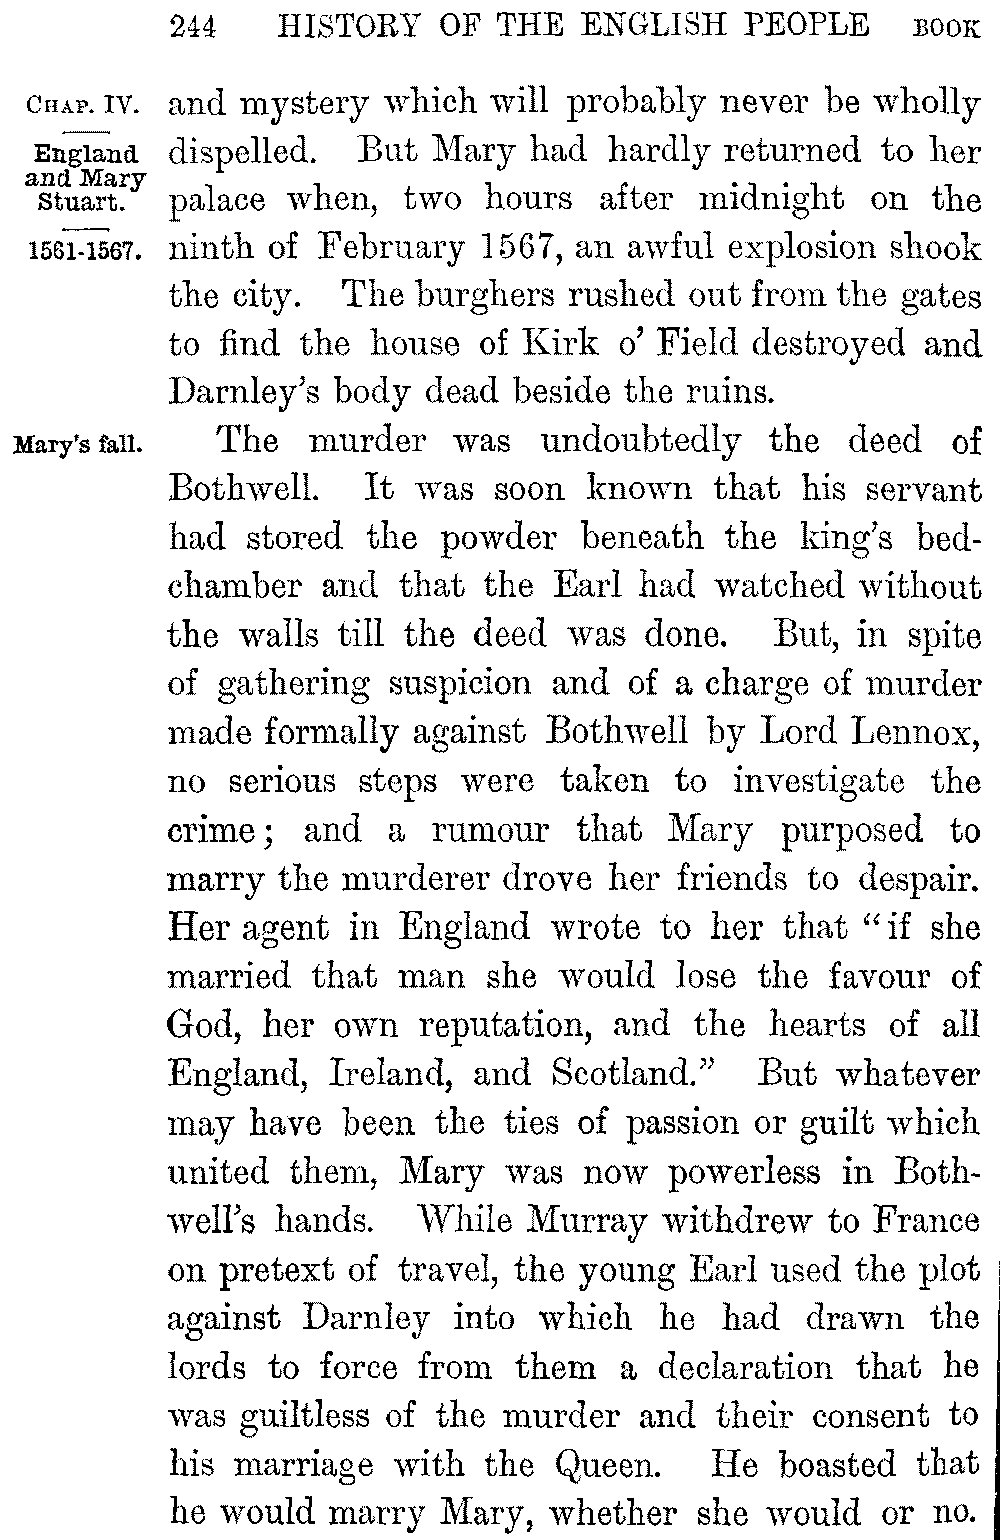 244 HISTORY OF THE ENGLISH PEOPLE BOOK
CHAP. IV.
England
and Mary
Stuart.
1561-1567.
and mystery which will probably never be wholly
dispelled. But Mary had hardly returned to her
palace when, two hours after midnight on the
ninth of February 1567, an awful explosion shook
the city. The burghers rushed out from the gates
to find the house of Kirk o' Field destroyed and
Darnley's body dead beside the ruins.
Mary's fall.
The murder was undoubtedly the deed of
Bothwell. It was soon known that his servant
had stored the powder beneath the king's bed-
chamber and that the Earl had watched without
the walls till the deed was done. But, in spite
of gathering suspicion and of a charge of murder
made formally against Bothwell by Lord Lennox,
no serious steps were taken to investigate the
crime; and a rumour that Mary purposed to
marry the murderer drove her friends to despair.
Her agent in England wrote to her that "if she
married that man she would lose the favour of
God, her own reputation, and the hearts of all
England, Ireland, and Scotland." But whatever
may have been the ties of passion or guilt which
united them, Mary was now powerless in Both-
well's hands. While Murray withdrew to France
on pretext of travel, the young Earl used the plot
against Darnley into which he had drawn the
lords to force from them a declaration that he
was guiltless of the murder and their consent to
his marriage with the Queen. He boasted that
he would marry Mary, whether she would or no.